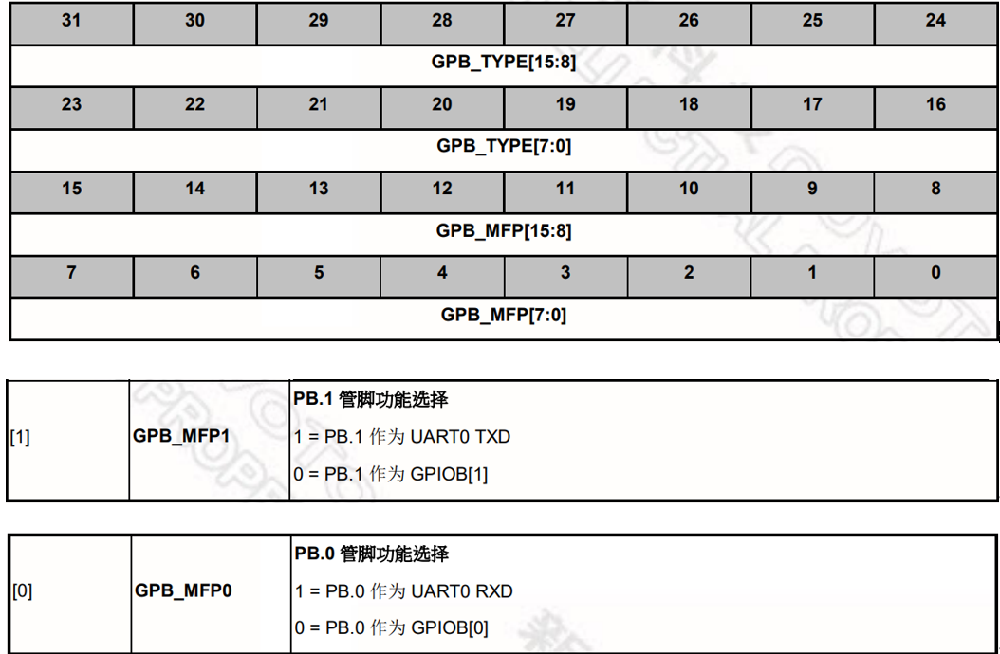 31 30 29 28 27 26 25 24
GPB_TYPE[15:8]
23 22 21 20 19 18 17 16
GPB_TYPE[7:0]
15 14 13 12 11 10 9 8
GPB_MFP[15:8]
7 6 5 4 3 2 1 0
GPB_MFP[7:0]
PB.1 管脚功能选择
[1] GPB_MFP1 1 = PB.1 作为 UART0 TXD
0 = PB.1 作为 GPIOB[1]
PB.0 管脚功能选择
[0] GPB_MFP0 1 = PB.0 作为 UART0 RXD
0 = PB.0 作为 GPIOB[0]